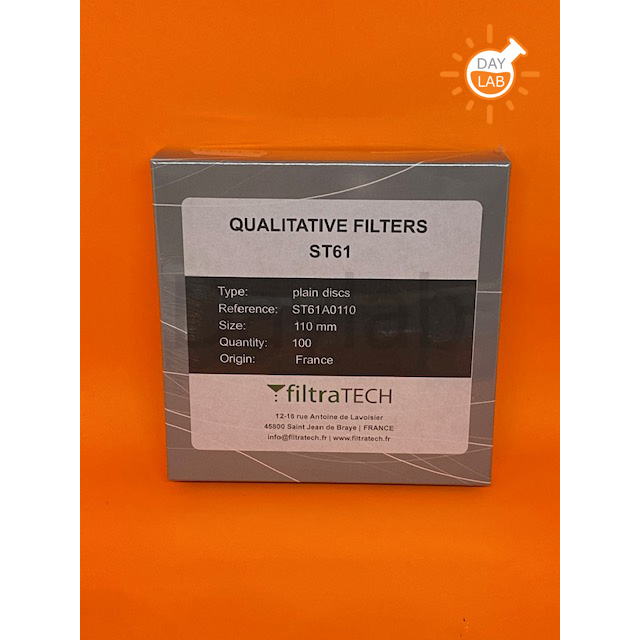 DAY
LAB
QUALITATIVE FILTERS
ST61
Type: plain discs
Reference: ST61A0110
Size: 110 mm
Quantity: 100
Origin: France
filtraTECH
12-16 rue Antoine de Lavoisier
45800 Saint Jean de Braye | FRANCE
info@filtratech.fr | www.filtratech.fr